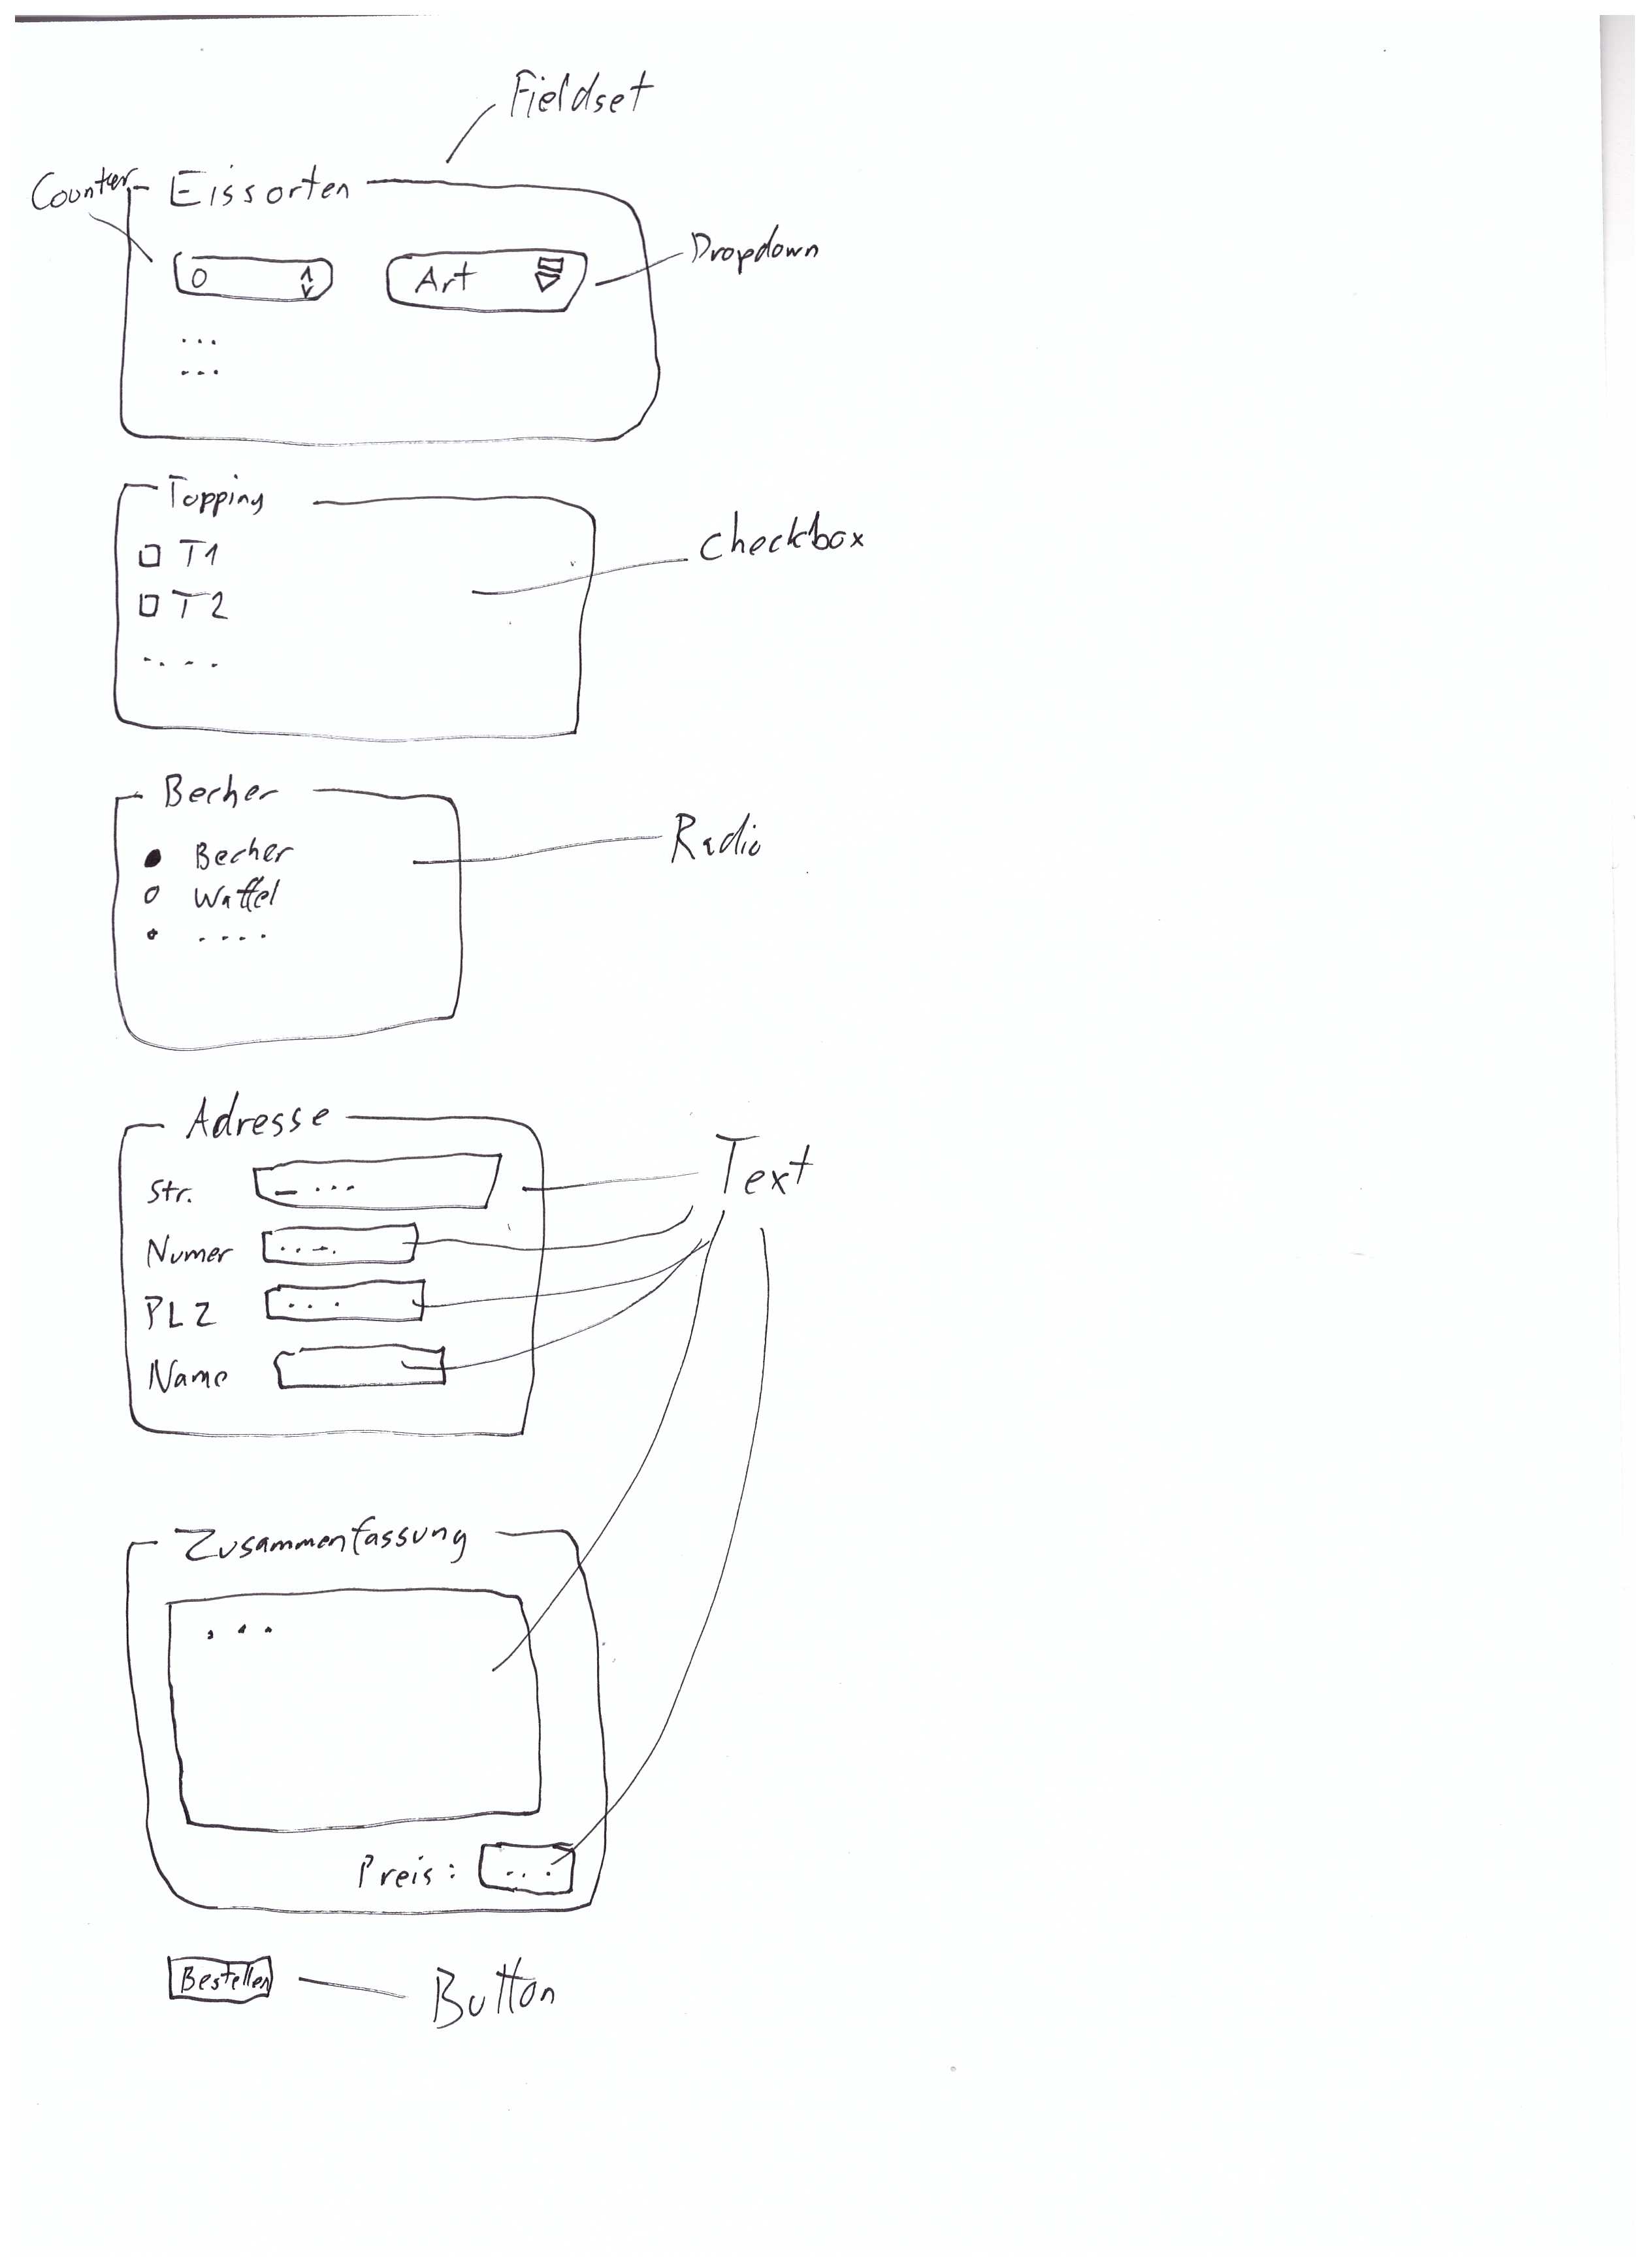 Fieldset
Counter
Eissorten
0
Art
Dropdown
...
...
Topping
T1
T2
....
checkbox
Becher
Becher
Waffel
....
Radio
Adresse
Text
Str. _ ...
Numer ....
PLZ ...
Name
Zusammenfassung
...
Preis: ...
Bestellen
Button